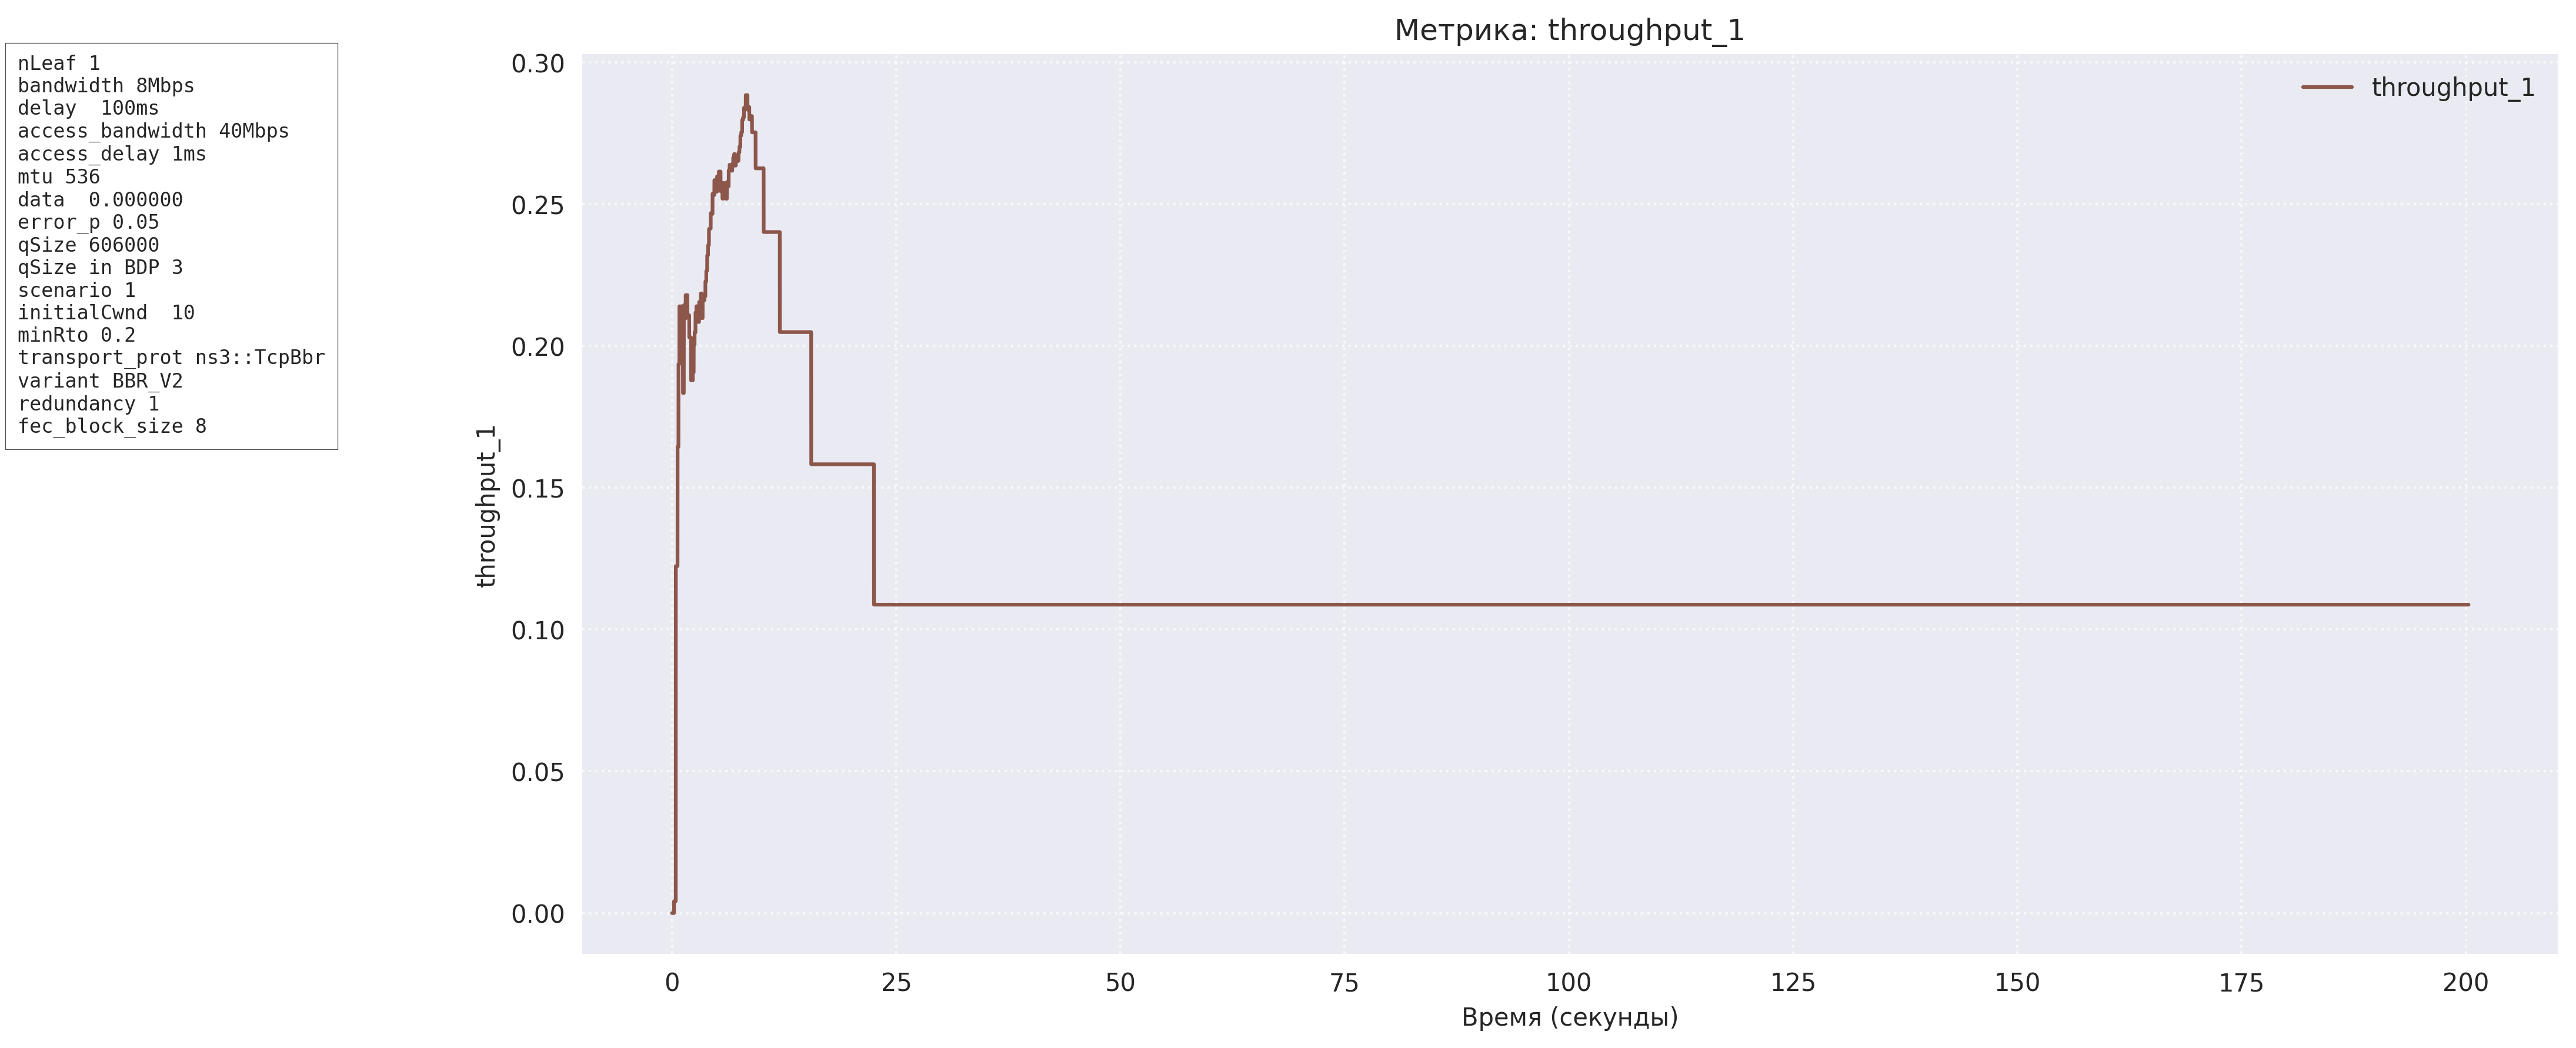 Метрика: throughput_1
nLeaf 1
bandwidth 8Mbps
delay  100ms
access_bandwidth 40Mbps
access_delay 1ms
mtu 536
data  0.000000
error_p 0.05
qSize 606000
qSize in BDP 3
scenario 1
initialCwnd  10
minRto 0.2
transport_prot ns3::TcpBbr
variant BBR_V2
redundancy 1
fec_block_size 8
throughput_1
throughput_1
0.30
0.25
0.20
0.15
0.10
0.05
0.00
0 25 50 75 100 125 150 175 200
Время (секунды)